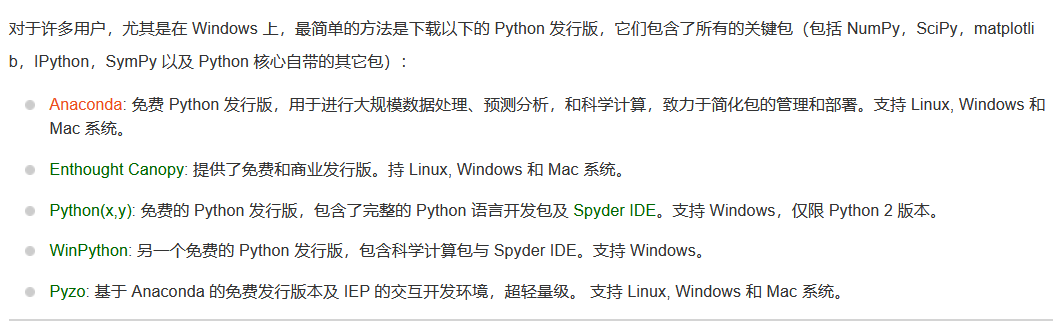 对于许多用户，尤其是在 Windows 上，最简单的方法是下载以下的 Python 发行版，它们包含了所有的关键包（包括 NumPy，SciPy，matplotli
b，IPython，SymPy 以及 Python 核心自带的其它包）：
Anaconda: 免费 Python 发行版，用于进行大规模数据处理、预测分析，和科学计算，致力于简化包的管理和部署。支持 Linux, Windows 和
Mac 系统。
Enthought Canopy: 提供了免费和商业发行版。持 Linux, Windows 和 Mac 系统。
Python(x,y): 免费的 Python 发行版，包含了完整的 Python 语言开发包及 Spyder IDE。支持 Windows，仅限 Python 2 版本。
WinPython: 另一个免费的 Python 发行版，包含科学计算包与 Spyder IDE。支持 Windows。
Pyzo: 基于 Anaconda 的免费发行版本及 IEP 的交互开发环境，超轻量级。 支持 Linux, Windows 和 Mac 系统。